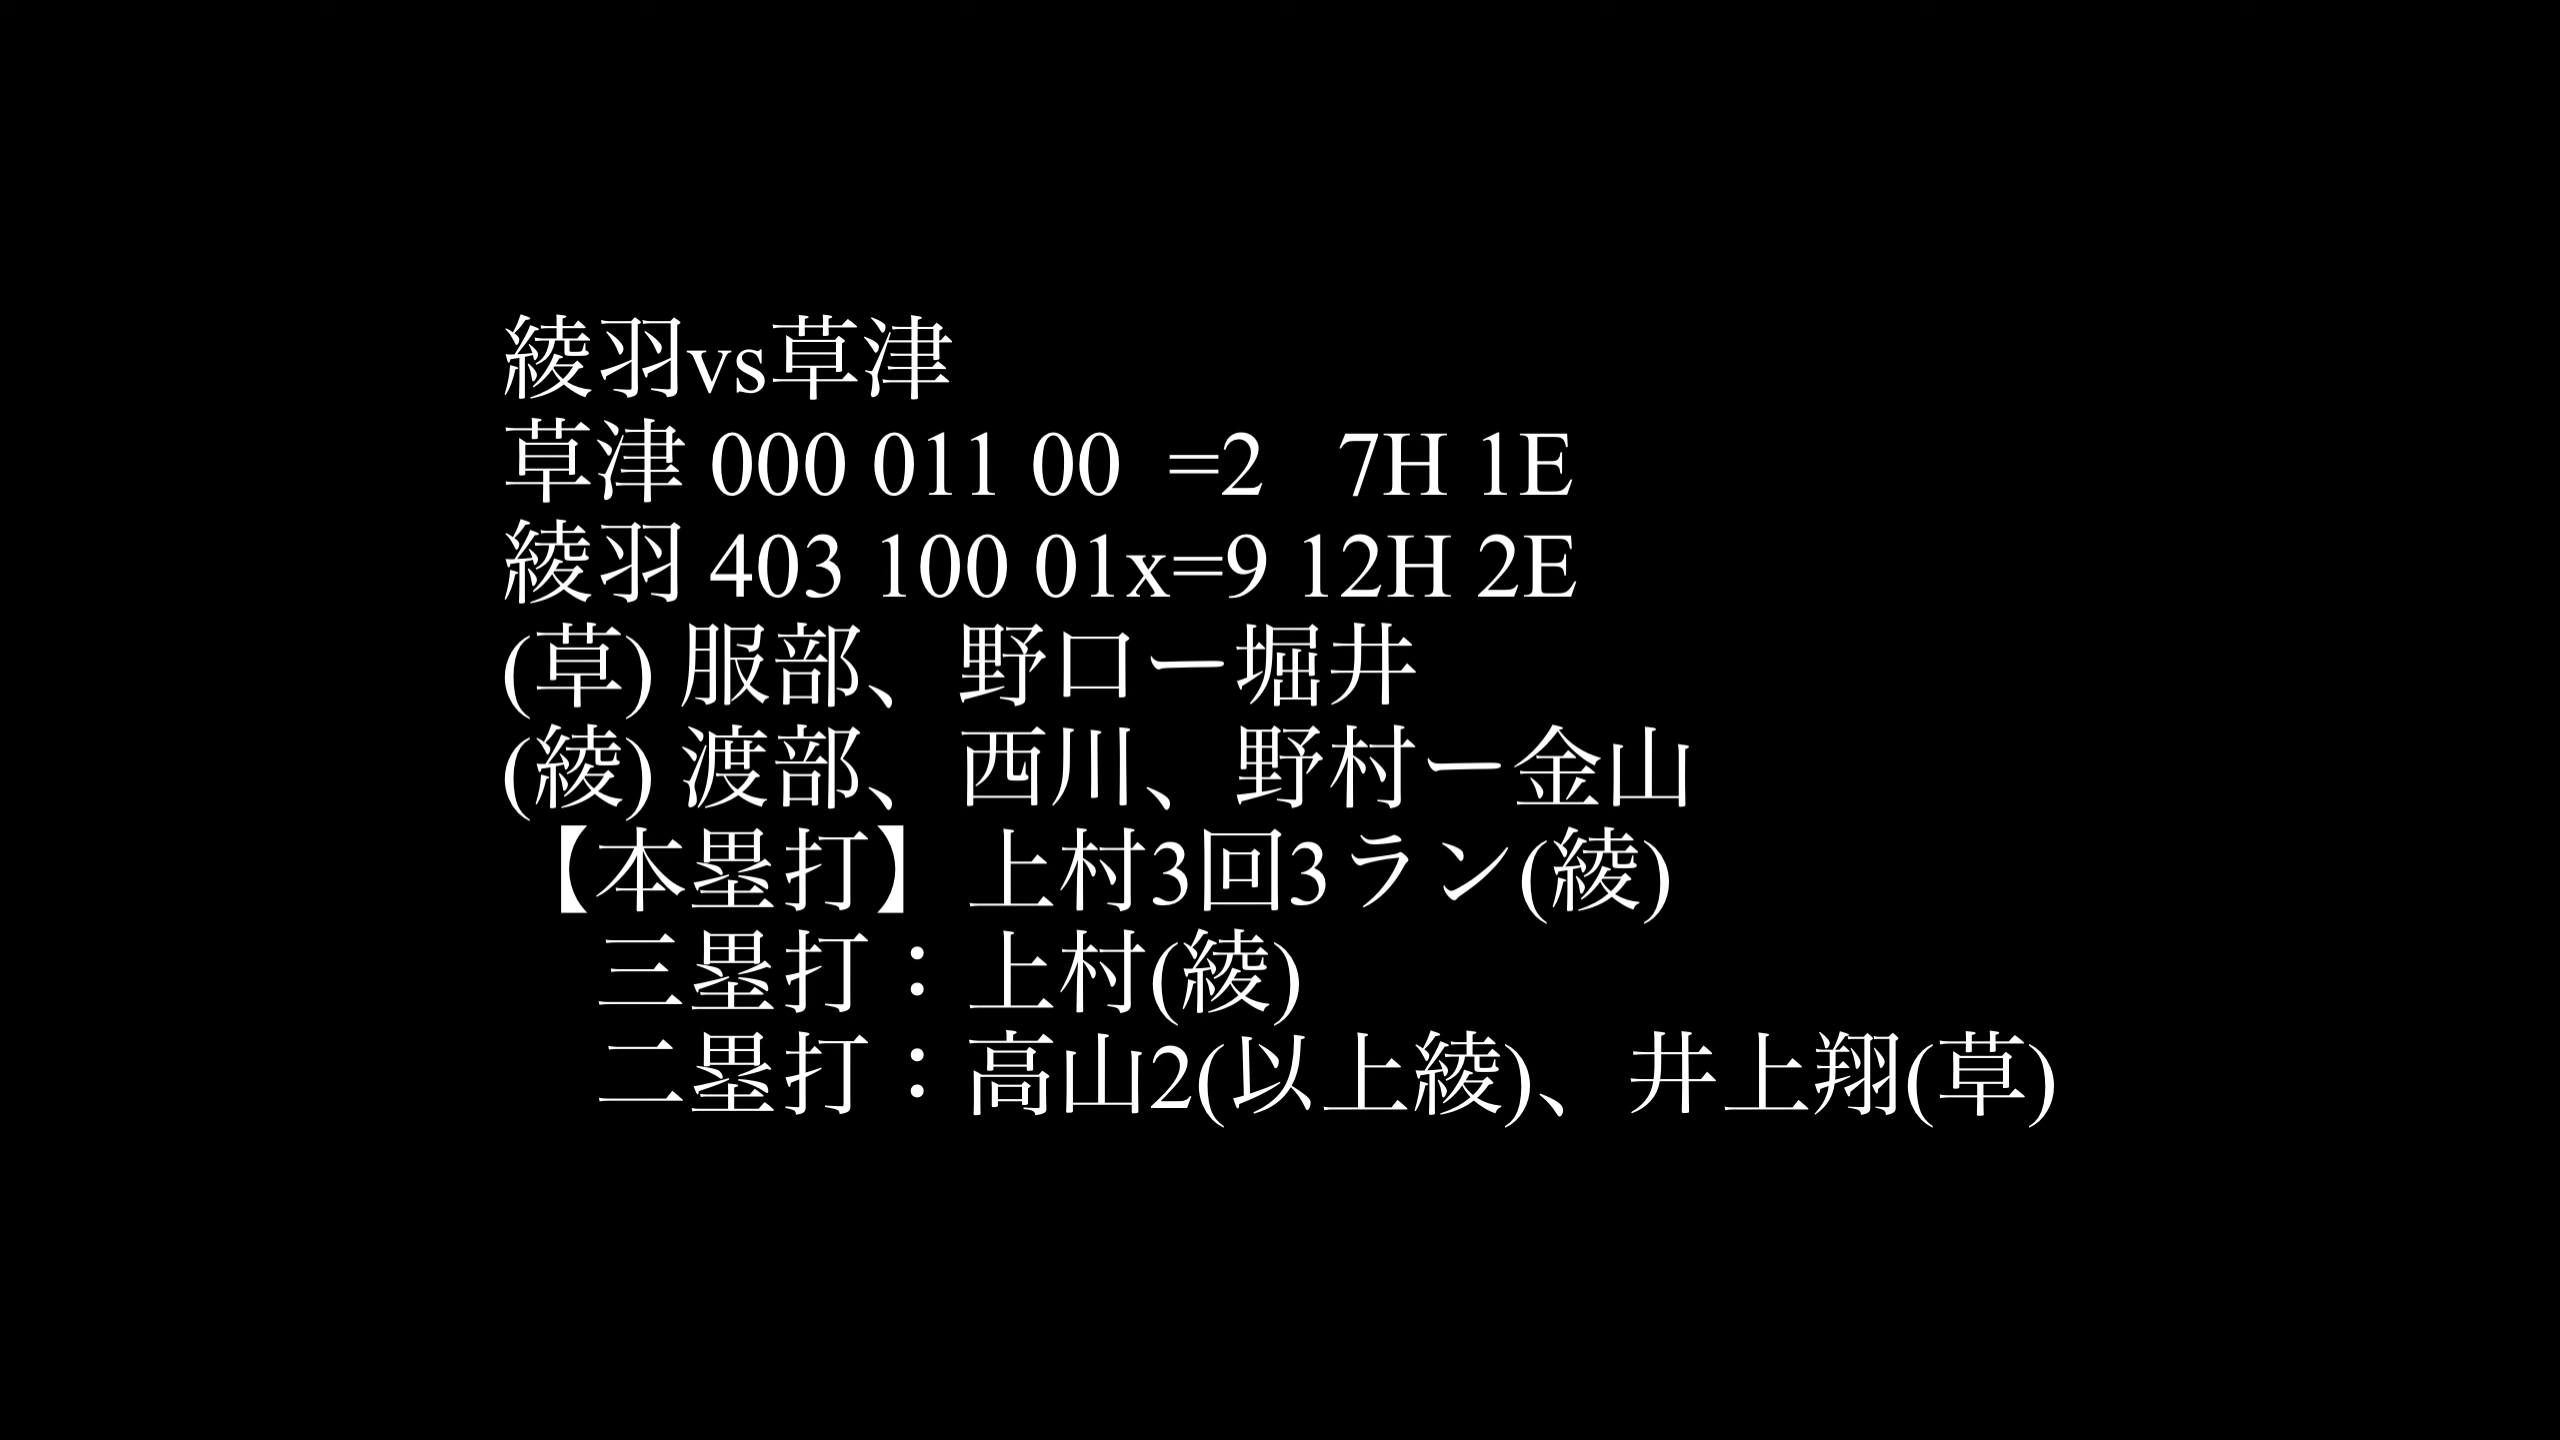 綾羽vs草津
草津 000 011 00  =2   7H 1E
綾羽 403 100 01x=9 12H 2E
(草) 服部、野口ー堀井
(綾) 渡部、西川、野村ー金山
【本塁打】 上村3回3ラン(綾)
　三塁打：上村(綾)
　二塁打：高山2(以上綾)、井上翔(草)